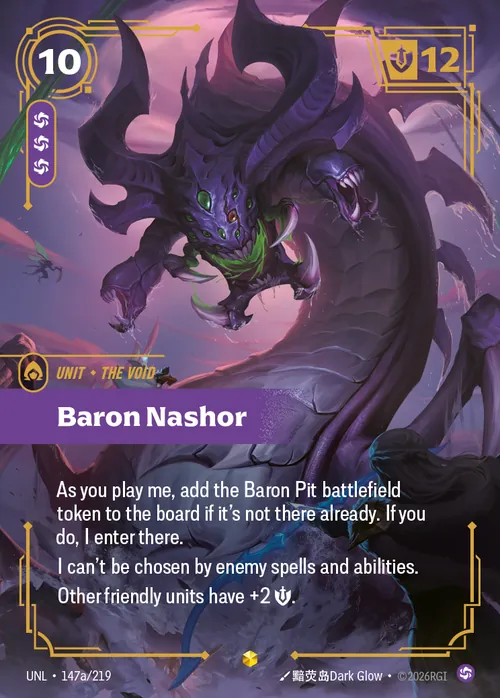 10
12
UNIT • THE VOID
Baron Nashor
As you play me, add the Baron Pit battlefield
token to the board if it's not there already. If you
do, I enter there.
I can't be chosen by enemy spells and abilities.
Other friendly units have +2.
UNL • 147a/219
黯荧岛Dark Glow • ©2026RGI